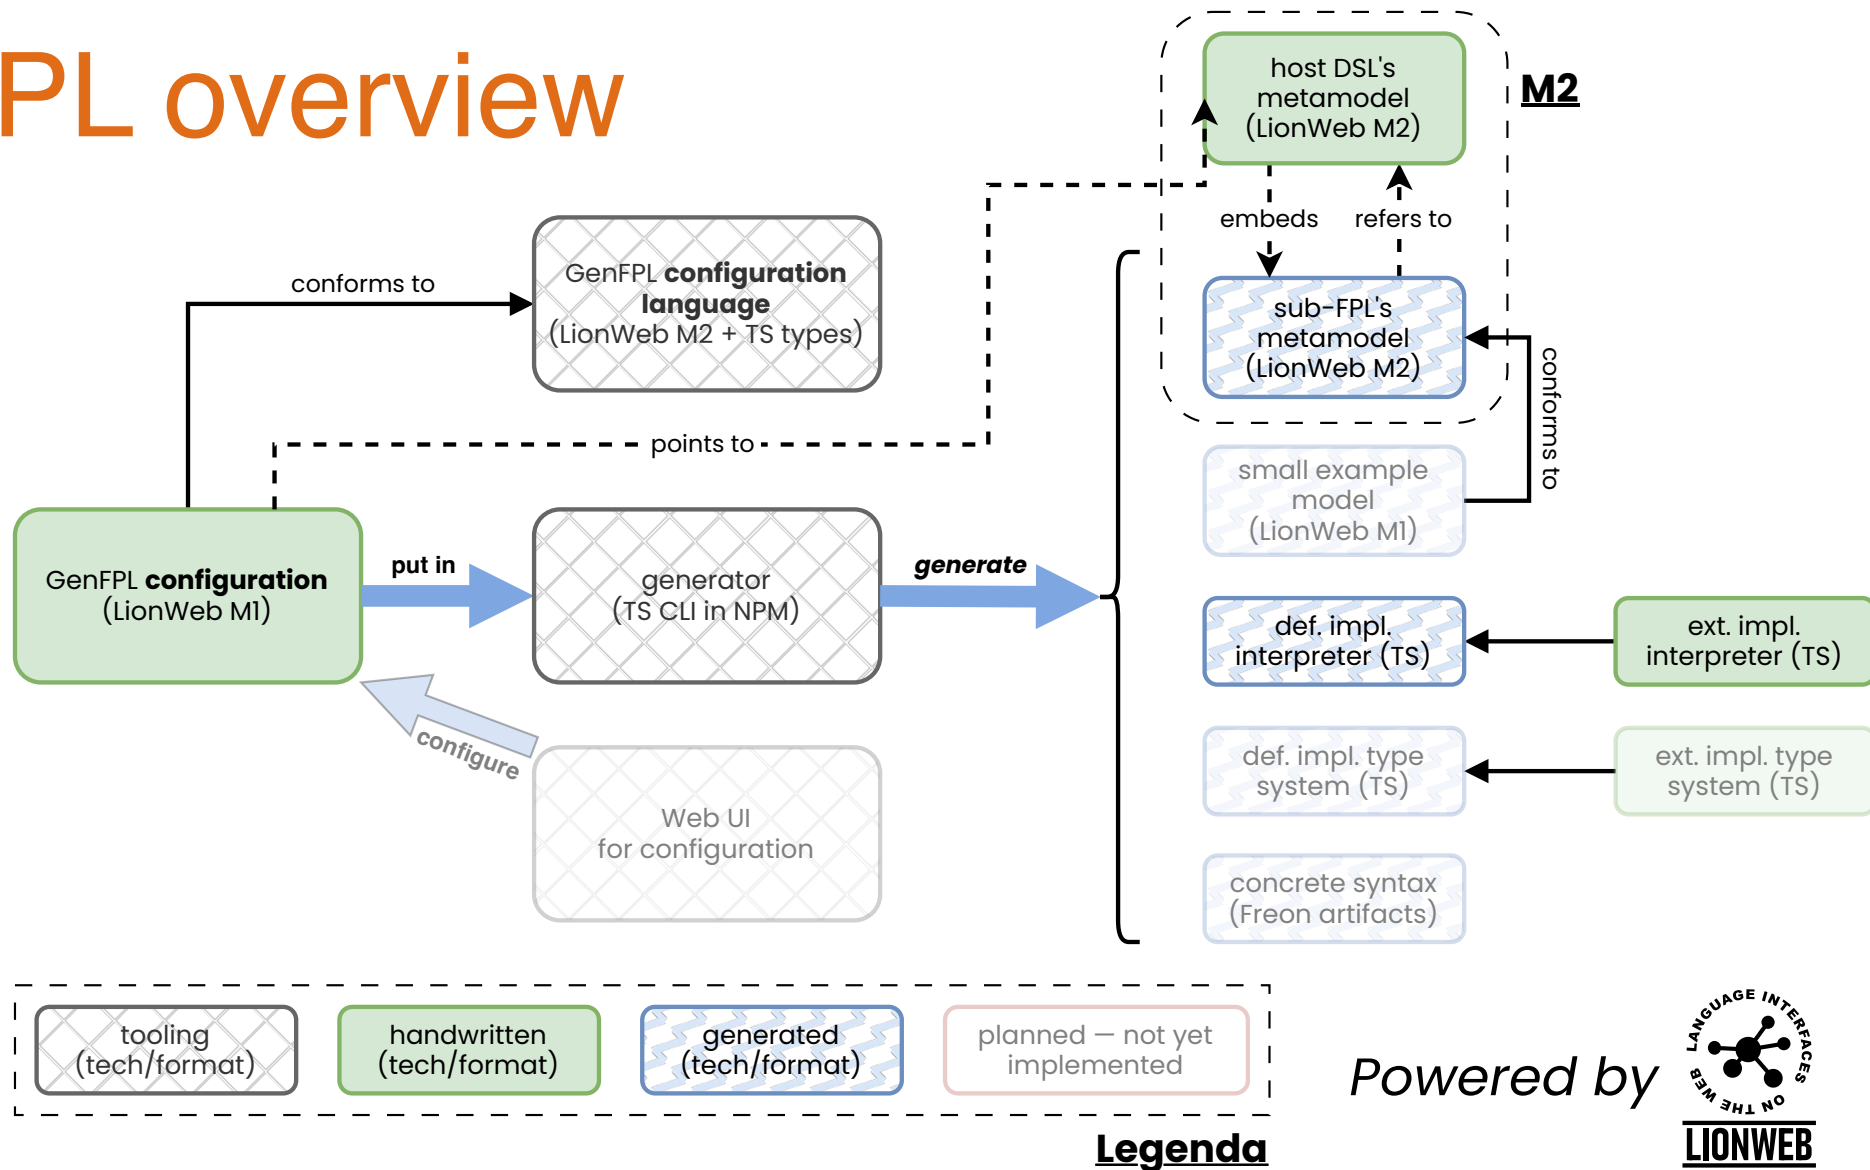 PL overview
host DSL's
metamodel
(LionWeb M2)
M2
embeds
refers to
GenFPL configuration
language
(LionWeb M2 + TS types)
conforms to
sub-FPL's
metamodel
(LionWeb M2)
conforms to
points to
small example
model
(LionWeb M1)
GenFPL configuration
(LionWeb M1)
put in
generator
(TS CLI in NPM)
generate
def. impl.
interpreter (TS)
ext. impl.
interpreter (TS)
configure
Web UI
for configuration
def. impl. type
system (TS)
ext. impl. type
system (TS)
concrete syntax
(Freon artifacts)
tooling
(tech/format)
handwritten
(tech/format)
generated
(tech/format)
planned — not yet
implemented
Legenda
Powered by
LANGUAGE INTERFACES
ON THE WEB
LIONWEB